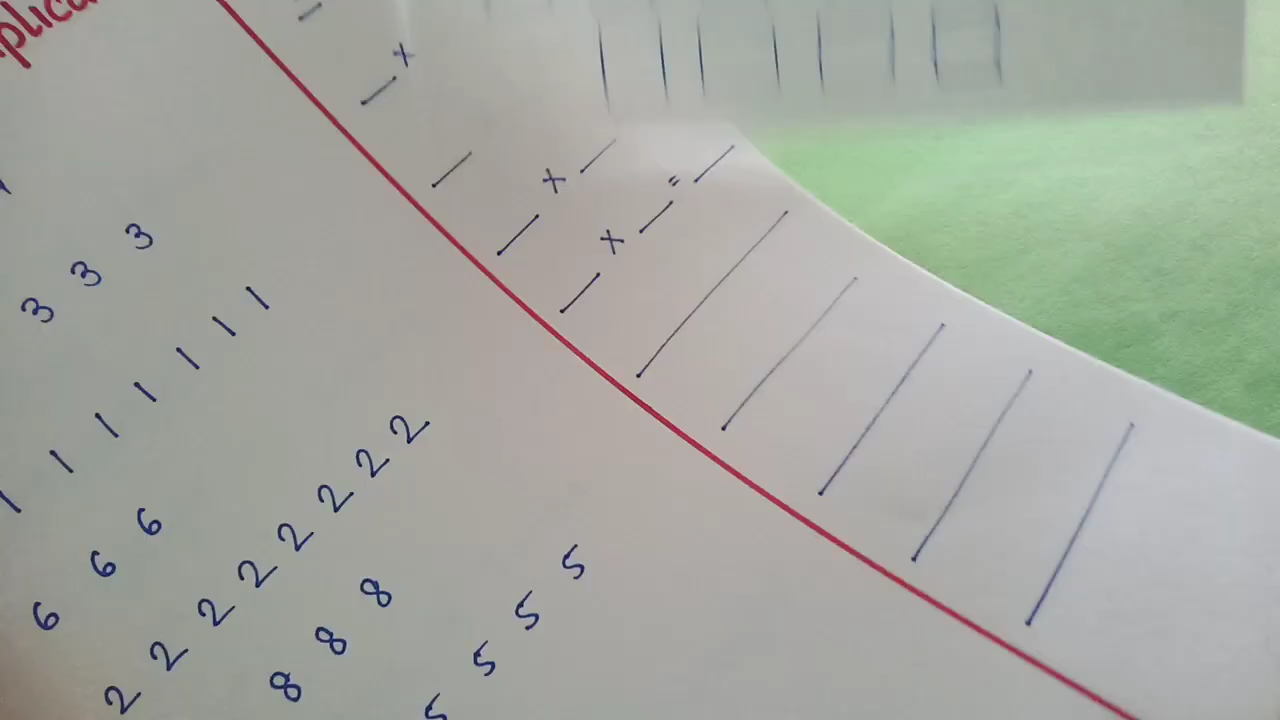 3 3 3
1 1 1 1 1 1 1
6 6 6
2 2 2 2 2 2 2 2
8 8 8
5 5 5 5
x
x
x =